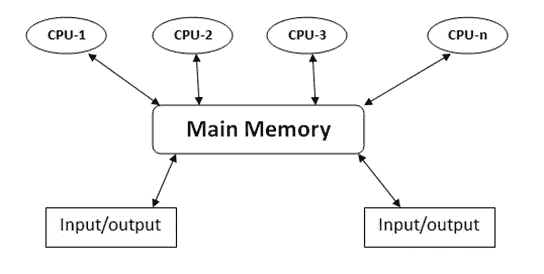 CPU-1
CPU-2
CPU-3
CPU-n
Main Memory
Input/output
Input/output